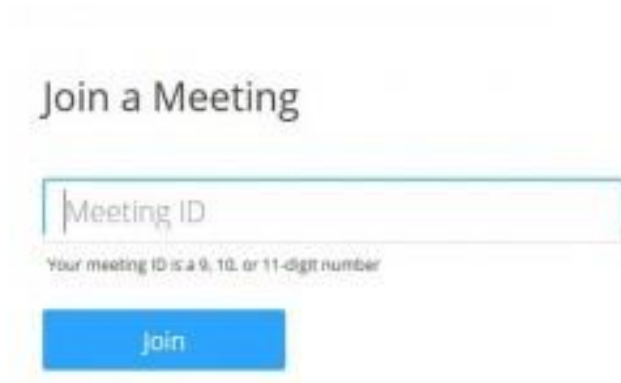 Join a Meeting
Meeting ID
Your meeting ID is a 9, 10, or 11-digit number
Join